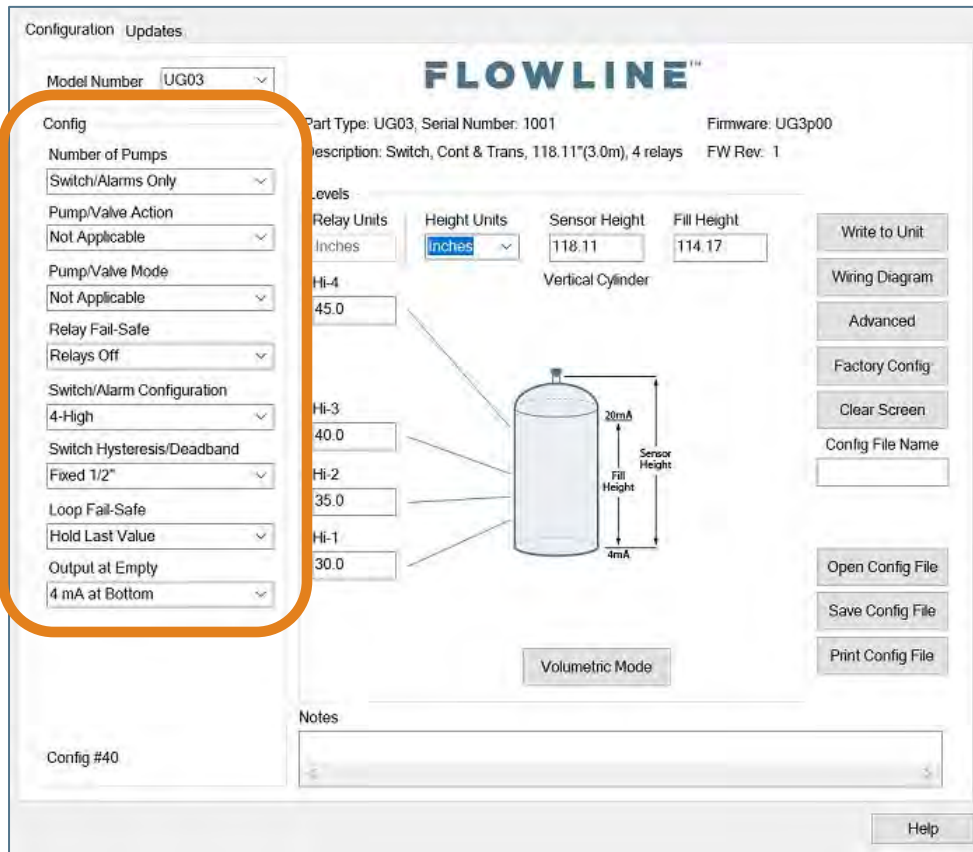 Configuration Updates
Model Number UG03
FLOWLINE™
Config
Number of Pumps
Switch/Alarms Only
Pump/Valve Action
Not Applicable
Pump/Valve Mode
Not Applicable
Relay Fail-Safe
Relays Off
Switch/Alarm Configuration
4-High
Switch Hysteresis/Deadband
Fixed 1/2"
Loop Fail-Safe
Hold Last Value
Output at Empty
4 mA at Bottom
Config #40
Part Type: UG03, Serial Number: 1001 Firmware: UG3p00
Description: Switch, Cont & Trans, 118.11"(3.0m), 4 relays FW Rev: 1
Levels
Relay Units Height Units Sensor Height Fill Height
Inches Inches 118.11 114.17
Vertical Cylinder
Hi-4
45.0
Hi-3
40.0
Hi-2
35.0
Hi-1
30.0
20mA
Fill
Height
Sensor
Height
4mA
Volumetric Mode
Write to Unit
Wiring Diagram
Advanced
Factory Config
Clear Screen
Config File Name
Open Config File
Save Config File
Print Config File
Notes
Help